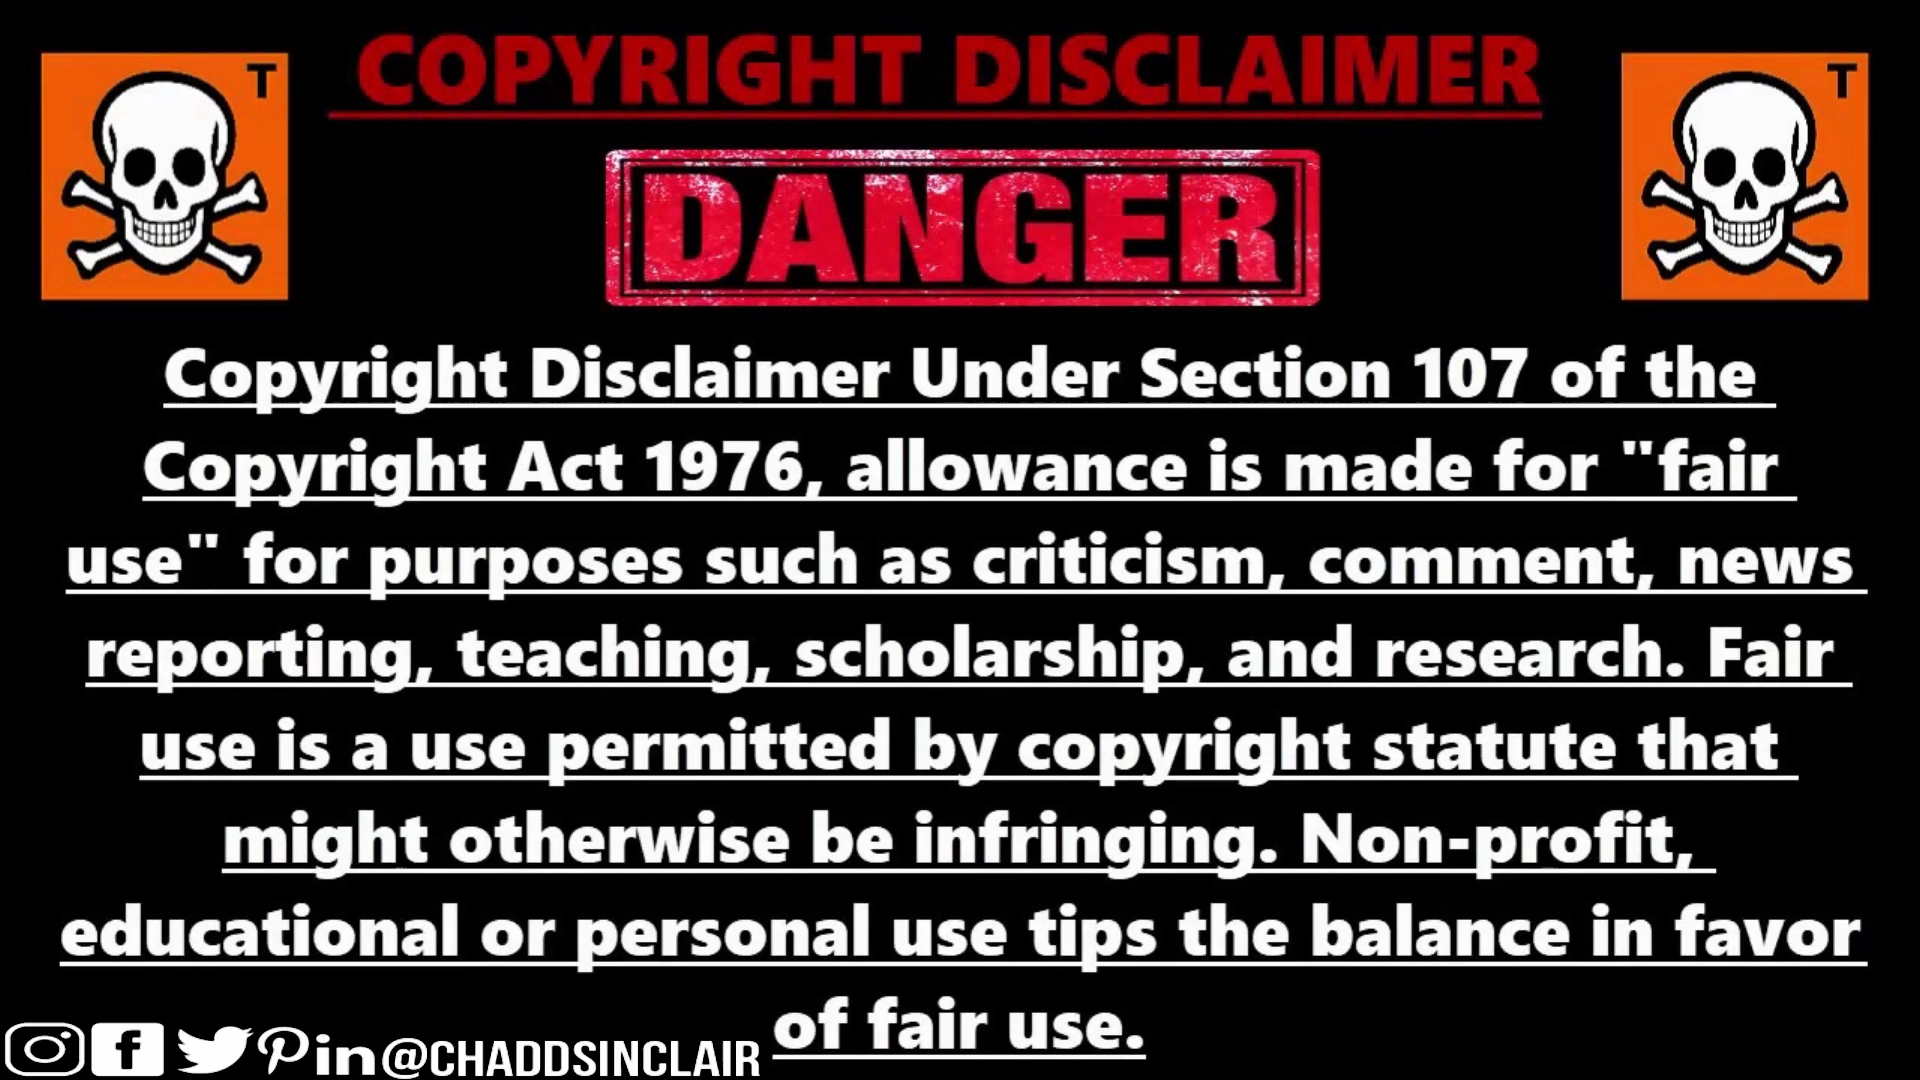 T
COPYRIGHT DISCLAIMER
T
DANGER
Copyright Disclaimer Under Section 107 of the
Copyright Act 1976, allowance is made for "fair
use" for purposes such as criticism, comment, news
reporting, teaching, scholarship, and research. Fair
use is a use permitted by copyright statute that
might otherwise be infringing. Non-profit,
educational or personal use tips the balance in favor
of fair use.
in @CHADDSINCLAIR